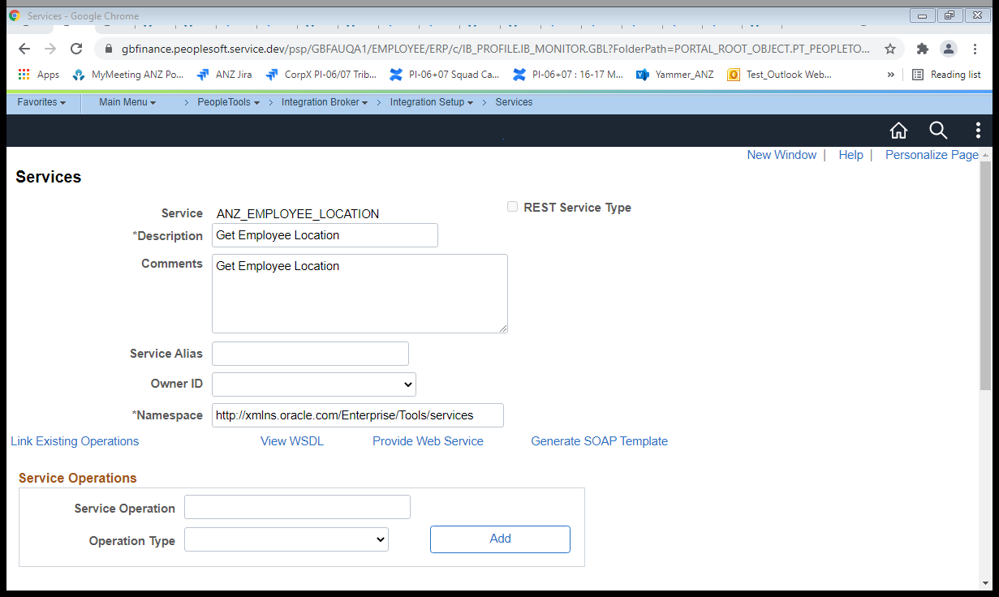 Services - Google Chrome
gbfinance.peoplesoft.service.dev/psp/GBFAUQA1/EMPLOYEE/ERP/c/IB_PROFILE.IB_MONITOR.GBL?FolderPath=PORTAL_ROOT_OBJECT.PT_PEOPLETO...
Apps MyMeeting ANZ Po... ANZ Jira CorpX PI-06/07 Trib... PI-06+07 Squad Ca... PI-06+07 : 16-17 M... Yammer_ANZ Test_Outlook Web... » Reading list
Favorites Main Menu > PeopleTools > Integration Broker > Integration Setup > Services
New Window | Help | Personalize Page
Services
Service ANZ_EMPLOYEE_LOCATION REST Service Type
*Description Get Employee Location
Comments Get Employee Location
Service Alias
Owner ID
*Namespace http://xmlns.oracle.com/Enterprise/Tools/services
Link Existing Operations View WSDL Provide Web Service Generate SOAP Template
Service Operations
Service Operation
Operation Type Add